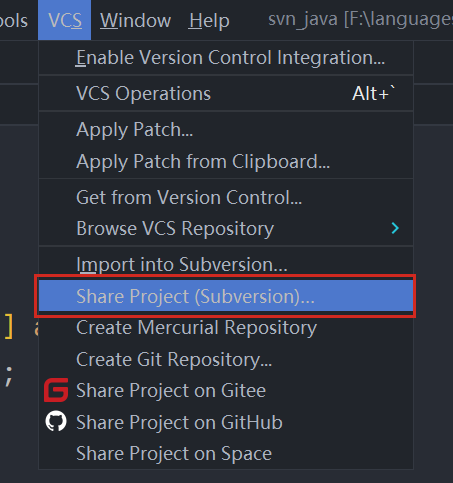 ools VCS Window Help svn_java [F:\languages
Enable Version Control Integration...
VCS Operations Alt+`
Apply Patch...
Apply Patch from Clipboard...
Get from Version Control...
Browse VCS Repository
Import into Subversion...
Share Project (Subversion)...
] a
Create Mercurial Repository
Create Git Repository...
;
Share Project on Gitee
Share Project on GitHub
Share Project on Space